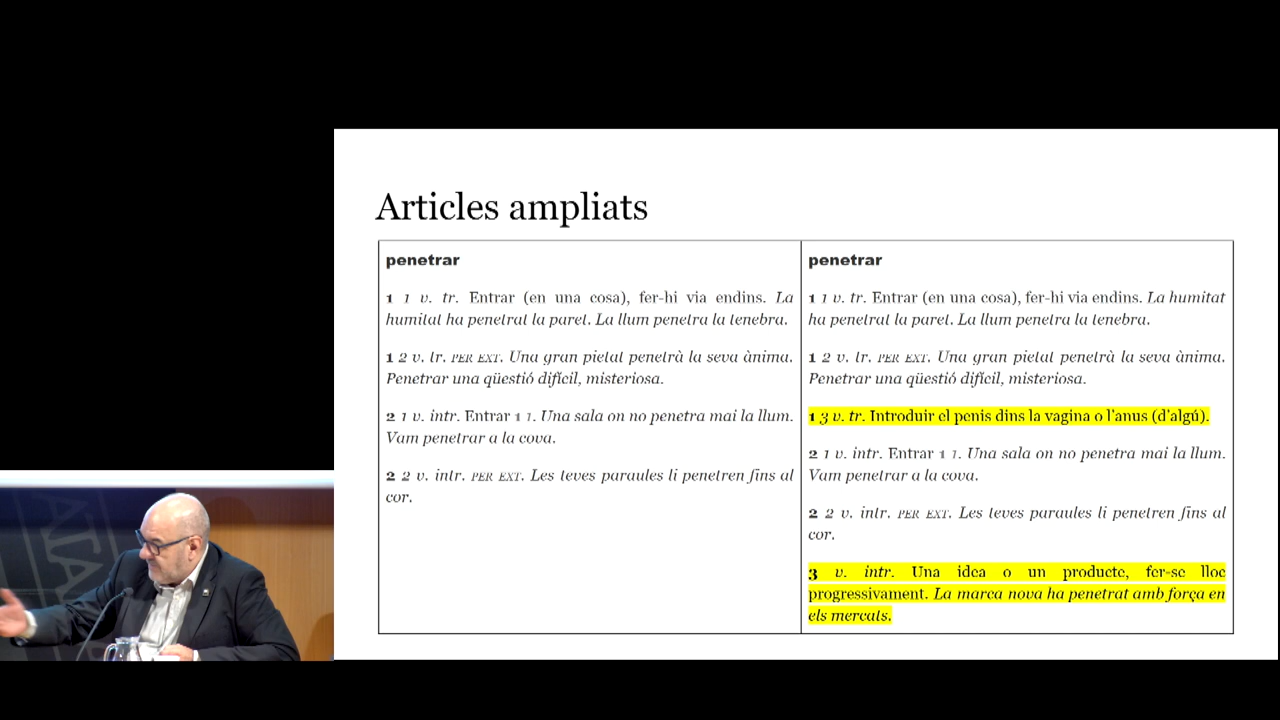 Articles ampliats
penetrar
1 1 v. tr. Entrar (en una cosa), fer-hi via endins. La
humitat ha penetrat la paret. La llum penetra la tenebra.
1 2 v. tr. PER EXT. Una gran pietat penetrà la seva ànima.
Penetrar una qüestió difícil, misteriosa.
2 1 v. intr. Entrar 1 1. Una sala on no penetra mai la llum.
Vam penetrar a la cova.
2 2 v. intr. PER EXT. Les teves paraules li penetren fins al
cor.
penetrar
1 1 v. tr. Entrar (en una cosa), fer-hi via endins. La humitat
ha penetrat la paret. La llum penetra la tenebra.
1 2 v. tr. PER EXT. Una gran pietat penetrà la seva ànima.
Penetrar una qüestió difícil, misteriosa.
1 3 v. tr. Introduir el penis dins la vagina o l'anus (d'algú).
2 1 v. intr. Entrar 1 1. Una sala on no penetra mai la llum.
Vam penetrar a la cova.
2 2 v. intr. PER EXT. Les teves paraules li penetren fins al
cor.
3 v. intr. Una idea o un producte, fer-se lloc
progressivament. La marca nova ha penetrat amb força en
els mercats.